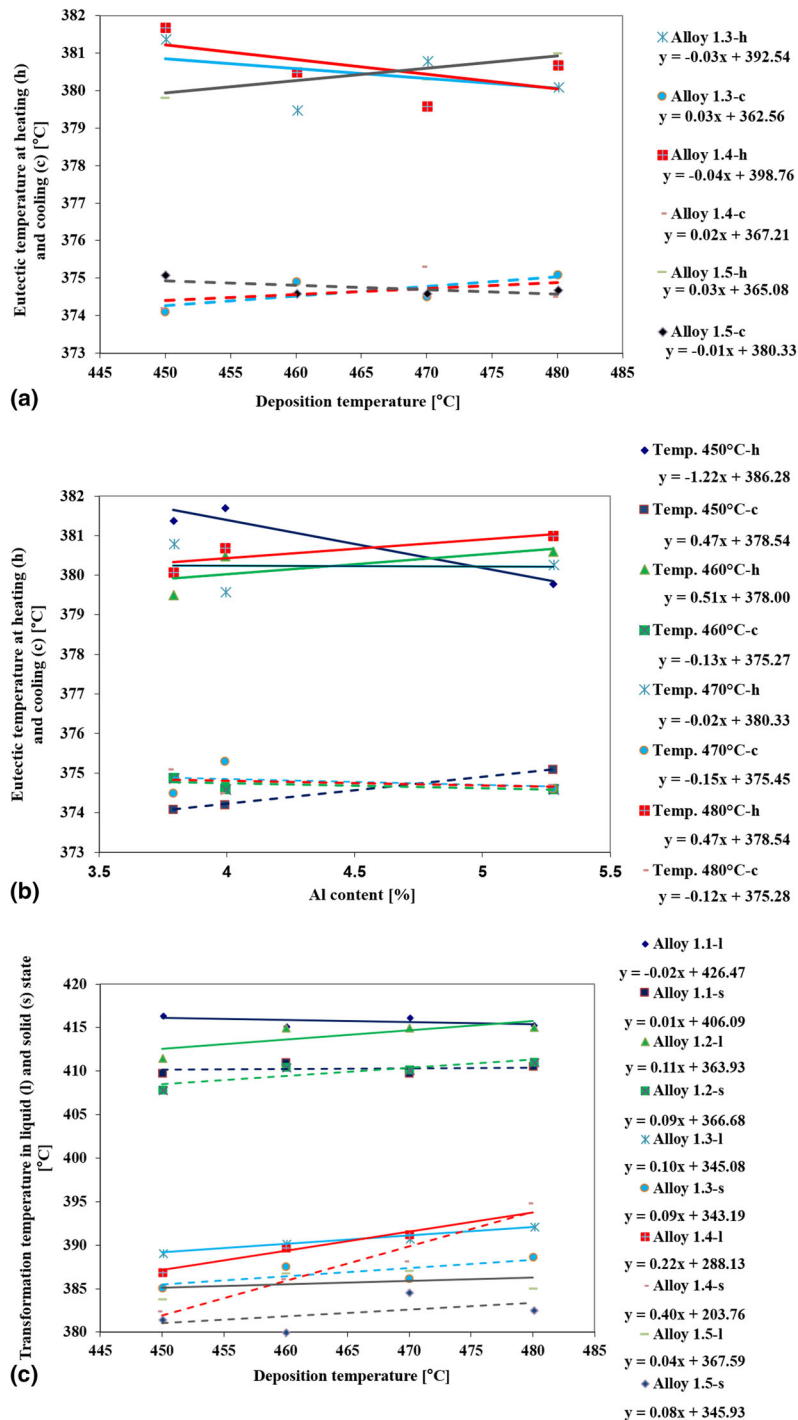 382
381
380
379
378
377
376
375
374
373
Eutectic temperature at heating (h)
and cooling (c) [°C]
445
450
455
460
465
470
475
480
485
Deposition temperature [°C]
(a)
Alloy 1.3-h
y = -0.03x + 392.54
Alloy 1.3-c
y = 0.03x + 362.56
Alloy 1.4-h
y = -0.04x + 398.76
Alloy 1.4-c
y = 0.02x + 367.21
Alloy 1.5-h
y = 0.03x + 365.08
Alloy 1.5-c
y = -0.01x + 380.33
382
381
380
379
378
377
376
375
374
373
Eutectic temperature at heating (h)
and cooling (c) [°C]
3.5
4
4.5
5
5.5
Al content [%]
(b)
Temp. 450°C-h
y = -1.22x + 386.28
Temp. 450°C-c
y = 0.47x + 378.54
Temp. 460°C-h
y = 0.51x + 378.00
Temp. 460°C-c
y = -0.13x + 375.27
Temp. 470°C-h
y = -0.02x + 380.33
Temp. 470°C-c
y = -0.15x + 375.45
Temp. 480°C-h
y = 0.47x + 378.54
Temp. 480°C-c
y = -0.12x + 375.28
420
415
410
405
400
395
390
385
380
Transformation temperature in liquid (l) and solid (s) state
[°C]
445
450
455
460
465
470
475
480
485
Deposition temperature [°C]
(c)
Alloy 1.1-l
y = -0.02x + 426.47
Alloy 1.1-s
y = 0.01x + 406.09
Alloy 1.2-l
y = 0.11x + 363.93
Alloy 1.2-s
y = 0.09x + 366.68
Alloy 1.3-l
y = 0.10x + 345.08
Alloy 1.3-s
y = 0.09x + 343.19
Alloy 1.4-l
y = 0.22x + 288.13
Alloy 1.4-s
y = 0.40x + 203.76
Alloy 1.5-l
y = 0.04x + 367.59
Alloy 1.5-s
y = 0.08x + 345.93